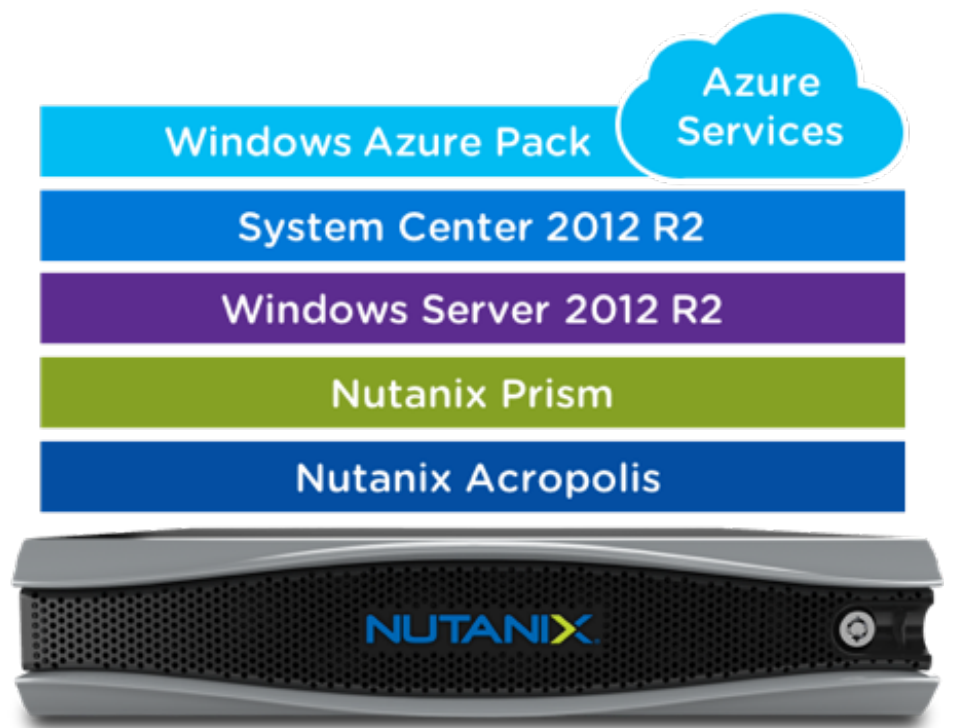 Azure
Services
Windows Azure Pack
System Center 2012 R2
Windows Server 2012 R2
Nutanix Prism
Nutanix Acropolis
NUTANIX